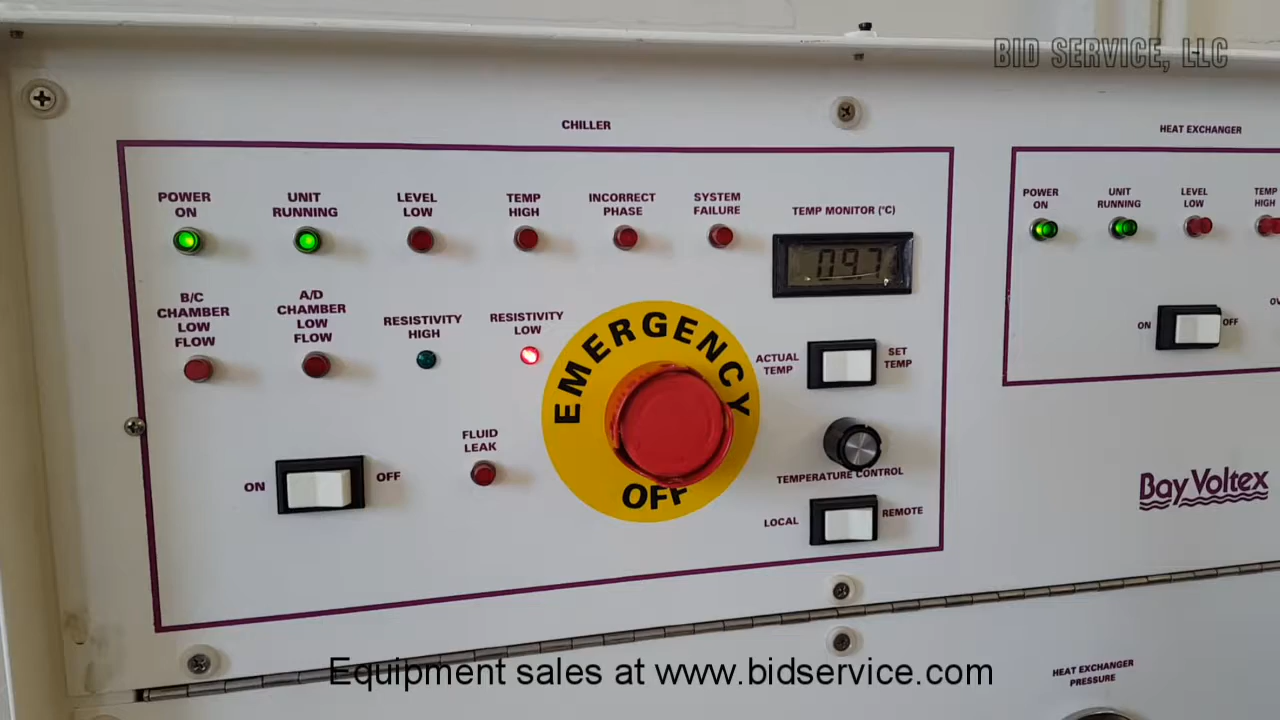 BID SERVICE, LLC
CHILLER
HEAT EXCHANGER
POWER
ON
UNIT
RUNNING
LEVEL
LOW
TEMP
HIGH
INCORRECT
PHASE
SYSTEM
FAILURE
TEMP MONITOR (°C)
09.7
POWER
ON
UNIT
RUNNING
LEVEL
LOW
TEMP
HIGH
B/C
CHAMBER
LOW
FLOW
A/D
CHAMBER
LOW
FLOW
RESISTIVITY
HIGH
RESISTIVITY
LOW
EMERGENCY
OFF
ACTUAL
TEMP
SET
TEMP
ON
OFF
FLUID
LEAK
ON
OFF
TEMPERATURE CONTROL
LOCAL
REMOTE
Bay Voltex
HEAT EXCHANGER
PRESSURE
Equipment sales at www.bidservice.com